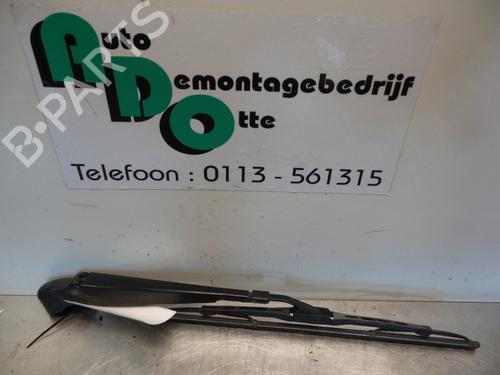 Auto
Demontagebedrijf
Otte
Telefoon : 0113 - 561315
B-PARTS